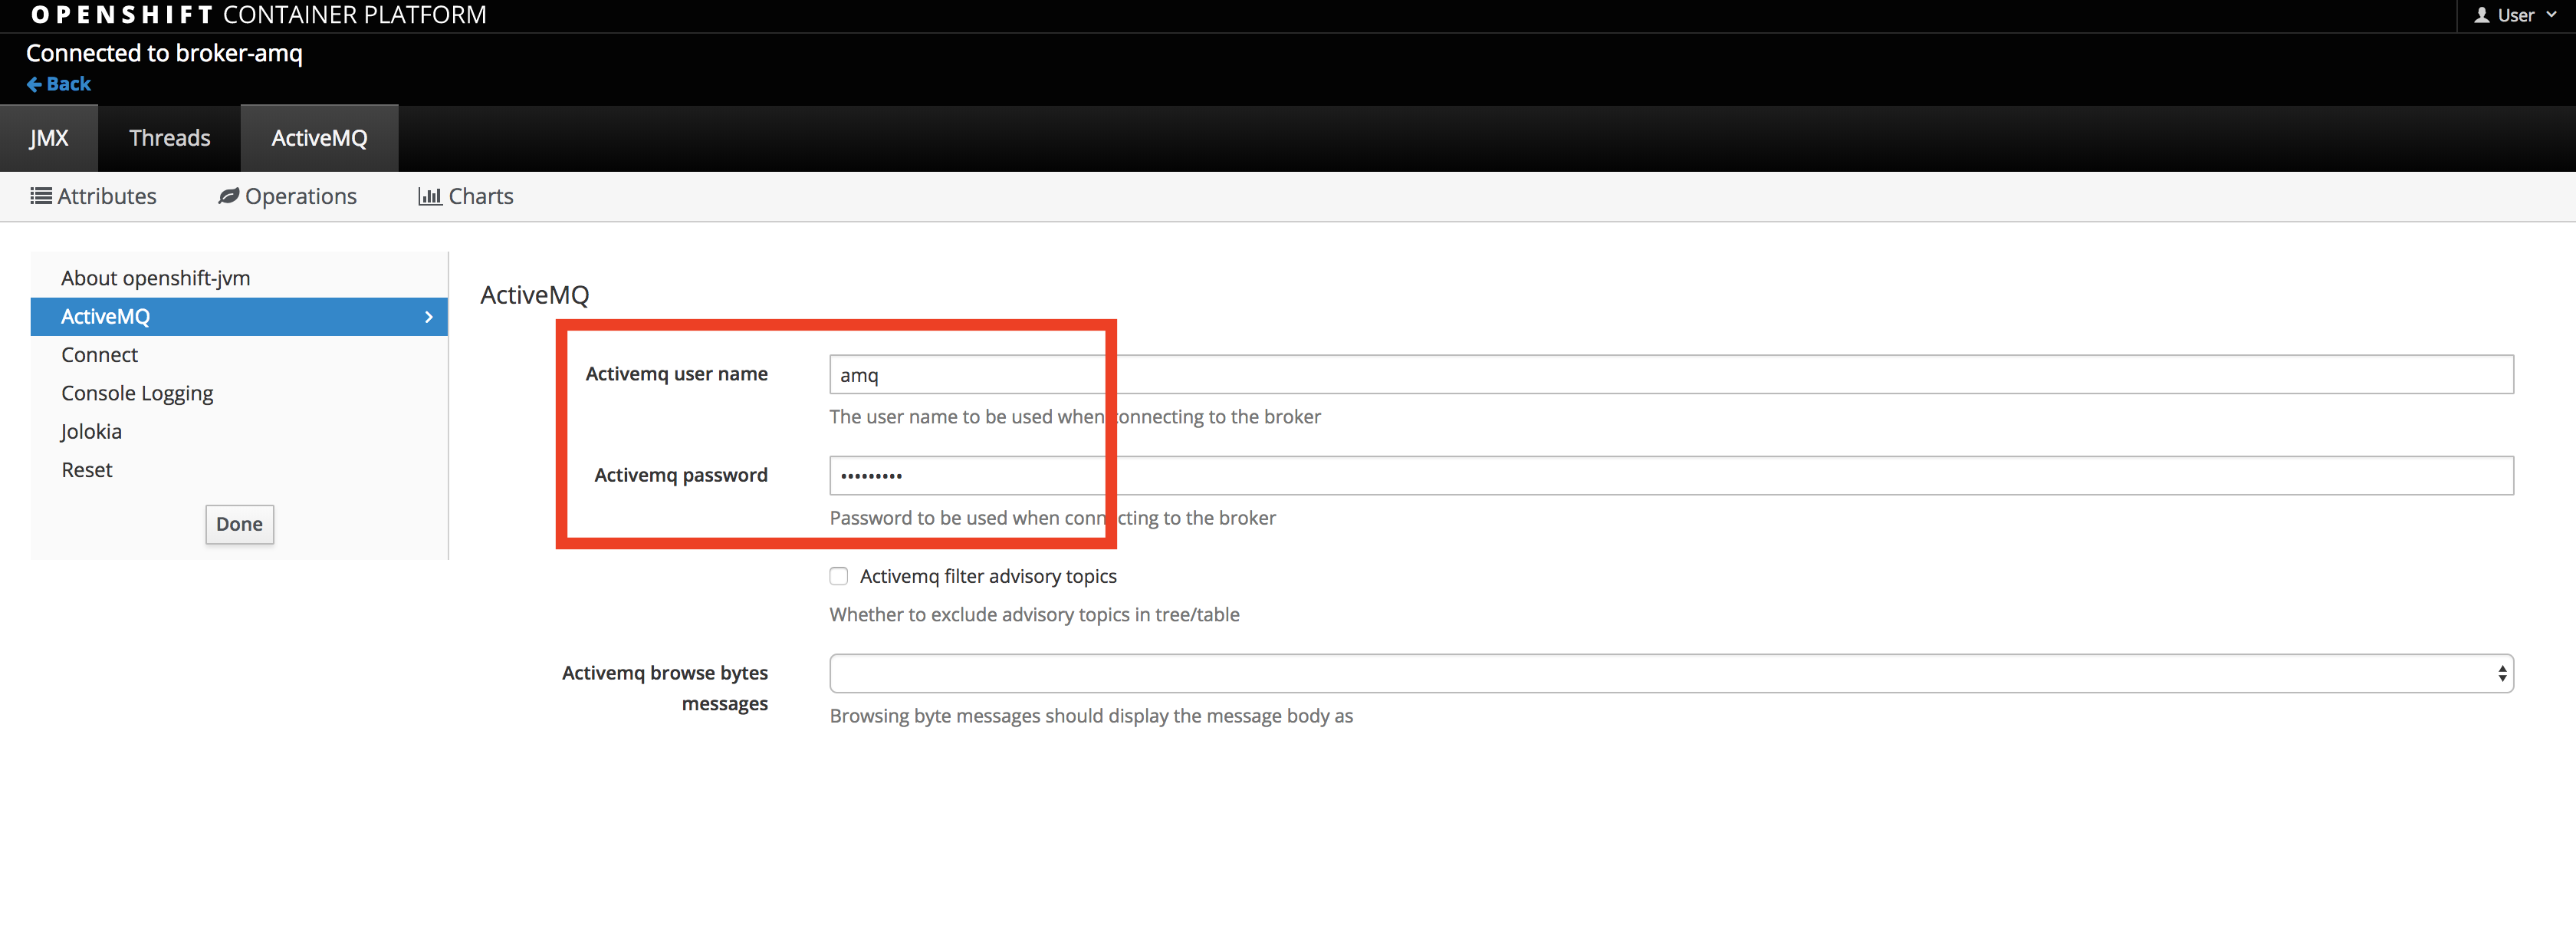 OPENSHIFT CONTAINER PLATFORM
User
Connected to broker-amq
Back
JMX Threads ActiveMQ
Attributes Operations Charts
About openshift-jvm
ActiveMQ
Connect
Console Logging
Jolokia
Reset
Done
ActiveMQ
Activemq user name amq
The user name to be used when connecting to the broker
Activemq password •••••••••
Password to be used when connecting to the broker
Activemq filter advisory topics
Whether to exclude advisory topics in tree/table
Activemq browse bytes
messages
Browsing byte messages should display the message body as